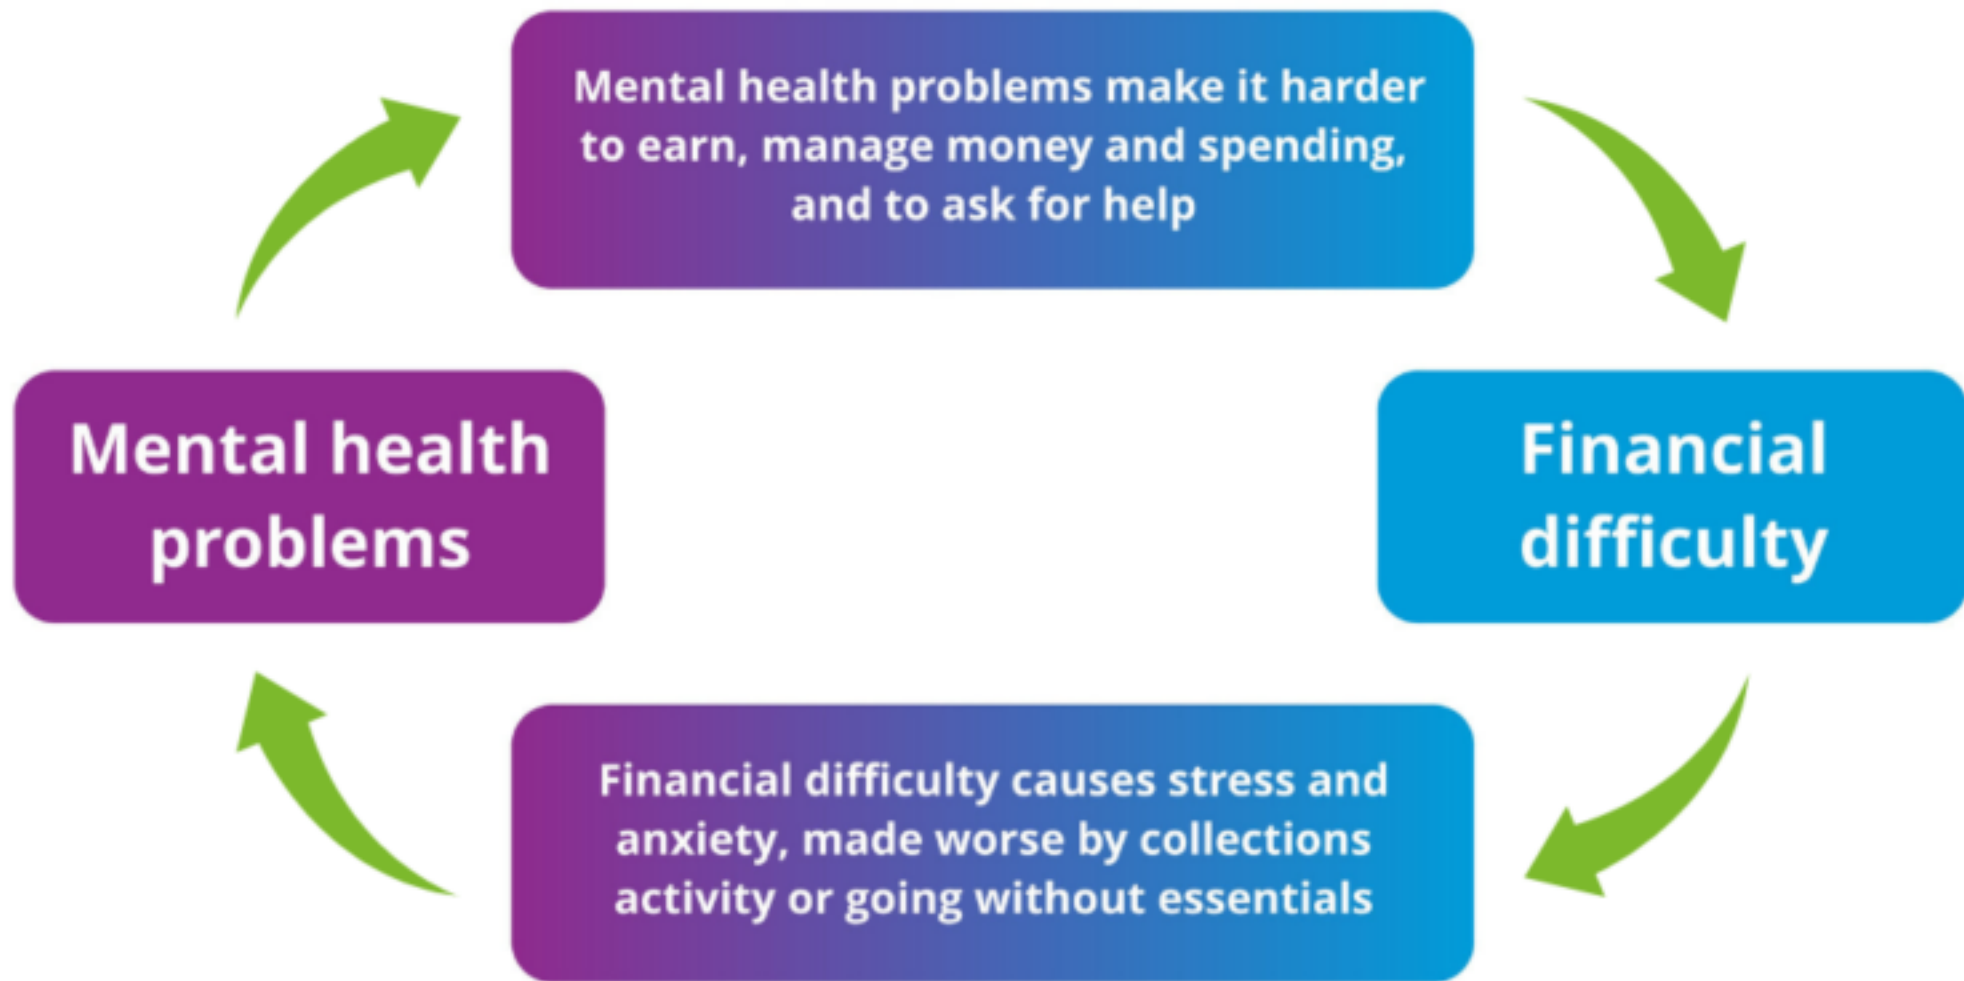 Mental health problems make it harder
to earn, manage money and spending,
and to ask for help
Mental health
problems
Financial
difficulty
Financial difficulty causes stress and
anxiety, made worse by collections
activity or going without essentials